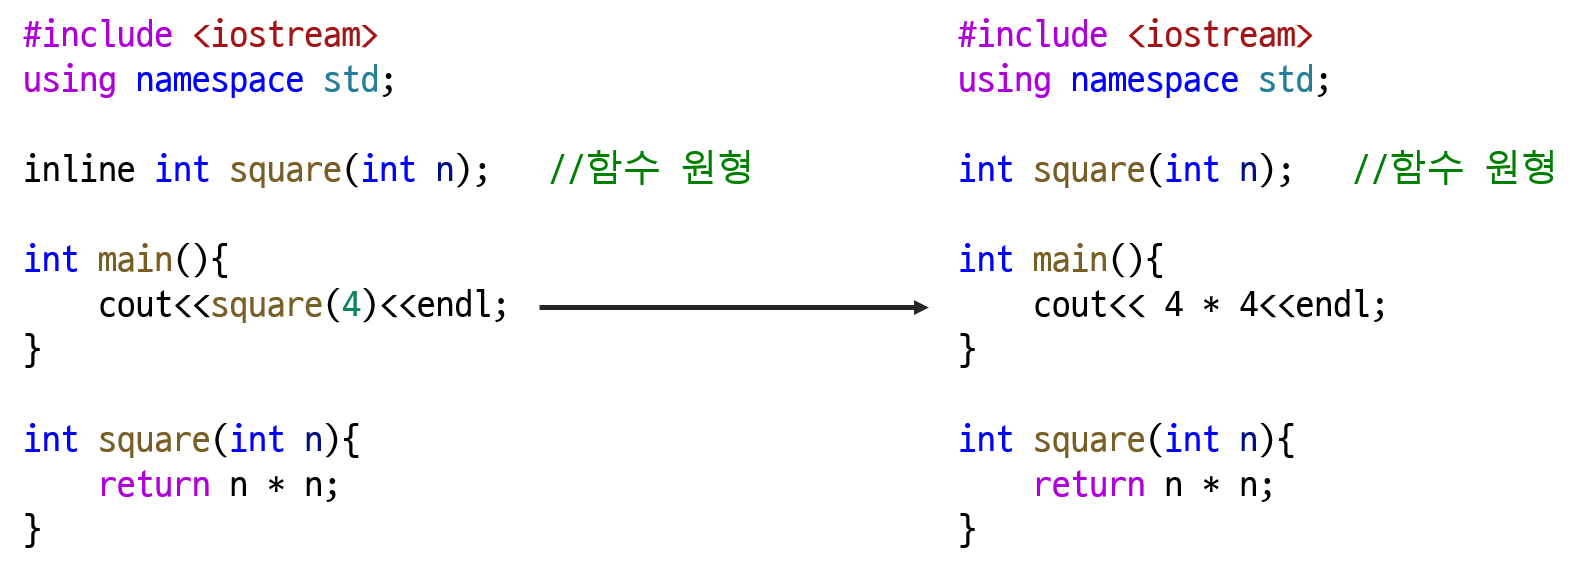 #include <iostream>
using namespace std;
inline int square(int n);   //함수 원형
int main(){
    cout<<square(4)<<endl;
}
int square(int n){
    return n * n;
}
#include <iostream>
using namespace std;
int square(int n);   //함수 원형
int main(){
    cout<< 4 * 4<<endl;
}
int square(int n){
    return n * n;
}